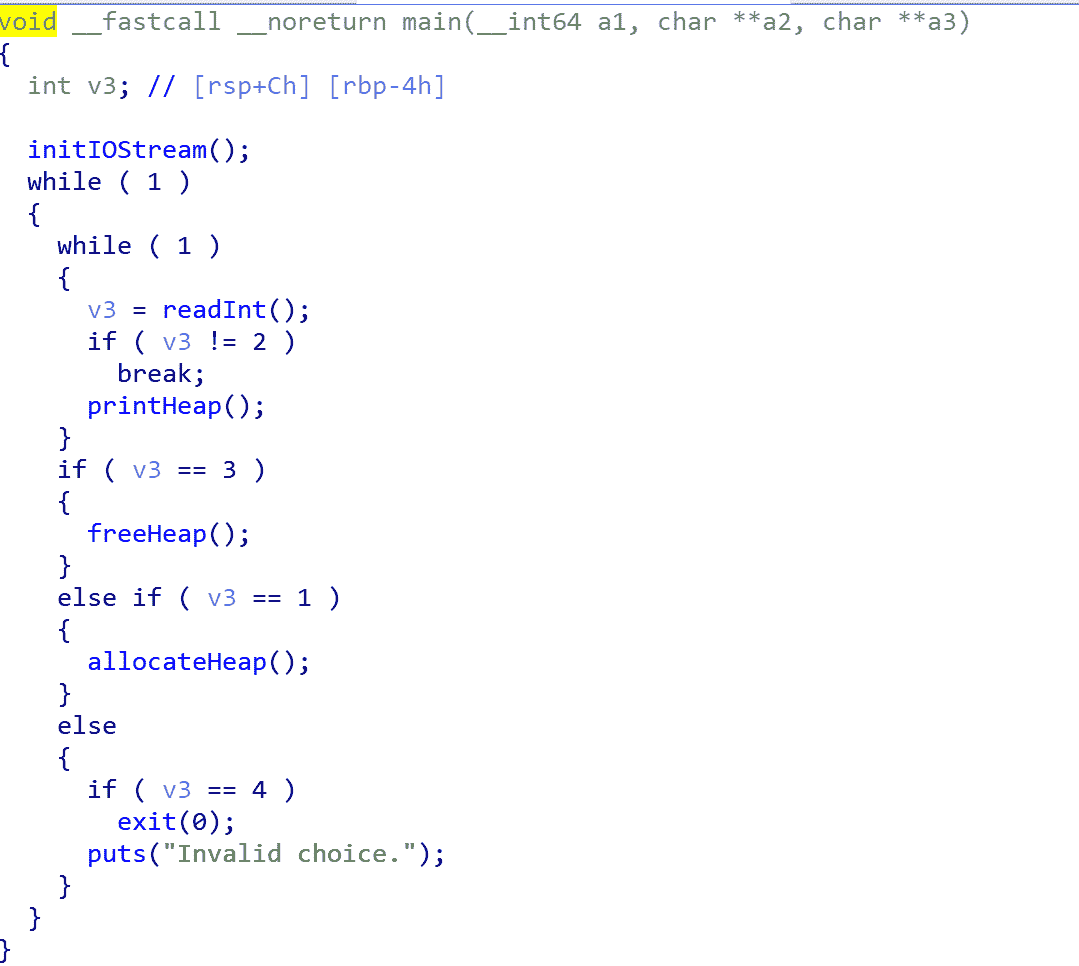 void __fastcall __noreturn main(__int64 a1, char **a2, char **a3)
{
  int v3; // [rsp+Ch] [rbp-4h]

  initIOStream();
  while ( 1 )
  {
    while ( 1 )
    {
      v3 = readInt();
      if ( v3 != 2 )
        break;
      printHeap();
    }
    if ( v3 == 3 )
    {
      freeHeap();
    }
    else if ( v3 == 1 )
    {
      allocateHeap();
    }
    else
    {
      if ( v3 == 4 )
        exit(0);
      puts("Invalid choice.");
    }
  }
}